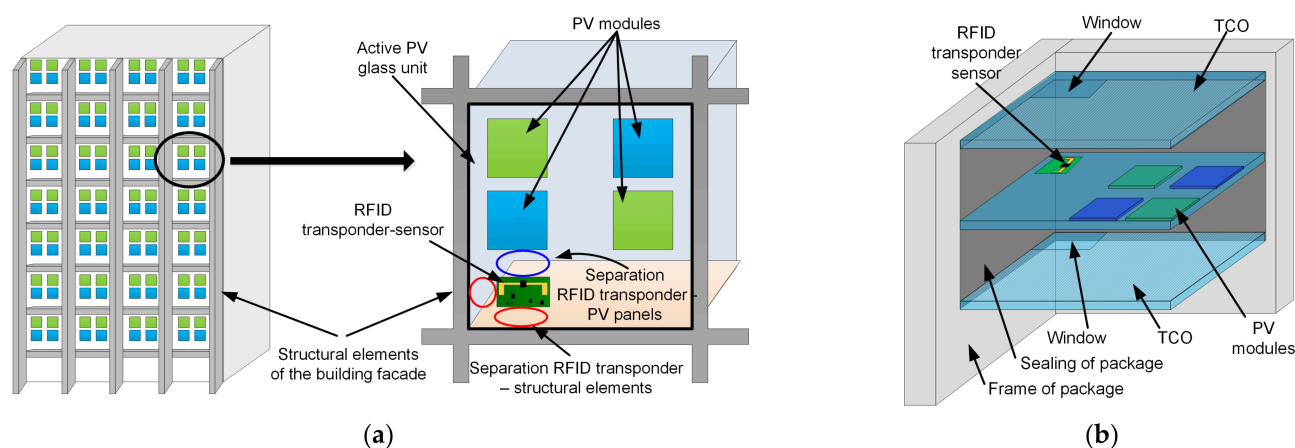 PV modules
Active PV
glass unit
RFID
transponder-sensor
Separation
RFID transponder -
PV panels
Structural elements
of the building facade
Separation RFID transponder
– structural elements
(a)
RFID
transponder
sensor
Window
TCO
Window
TCO
PV
modules
Sealing of package
Frame of package
(b)